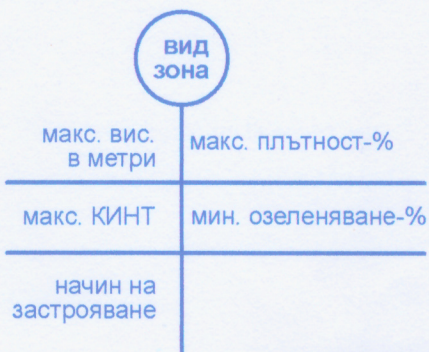 вид
зона
макс. вис.
в метри
макс. плътност-%
макс. КИНТ
мин. озеленяване-%
начин на
застрояване